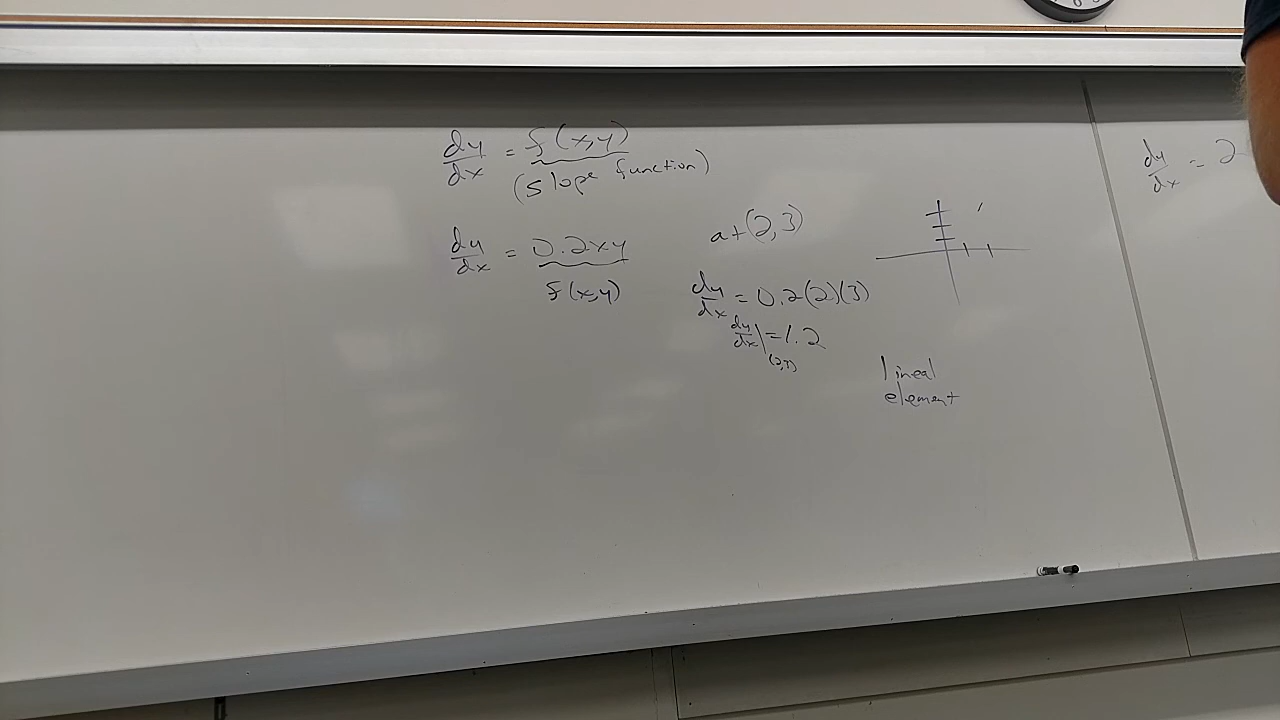 dy/dx = f(x,y)
(slope function)
dy/dx = 0.2xy
f(x,y)
at (2,3)
dy/dx = 0.2(2)(3)
dy/dx|(2,3) = 1.2
lineal
element
dy/dx = 2